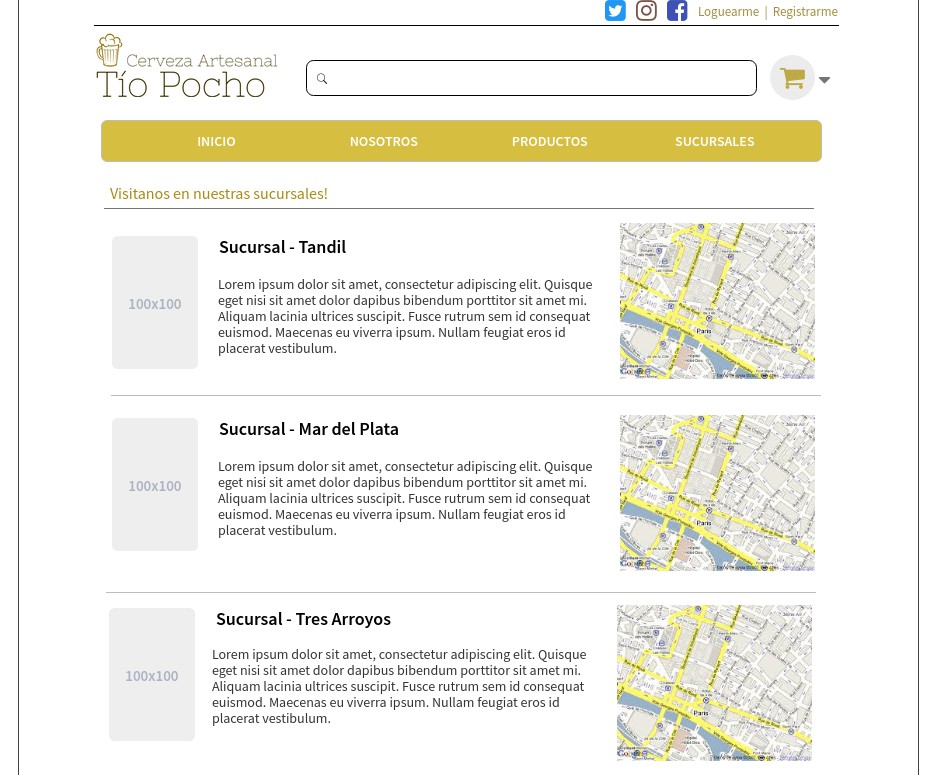 Loguearme | Registrarme
Cerveza Artesanal
Tío Pocho
INICIO NOSOTROS PRODUCTOS SUCURSALES
Visitanos en nuestras sucursales!
100x100
Sucursal - Tandil
Lorem ipsum dolor sit amet, consectetur adipiscing elit. Quisque
eget nisi sit amet dolor dapibus bibendum porttitor sit amet mi.
Aliquam lacinia ultrices suscipit. Fusce rutrum sem id consequat
euismod. Maecenas eu viverra ipsum. Nullam feugiat eros id
placerat vestibulum.
Paris
100x100
Sucursal - Mar del Plata
Lorem ipsum dolor sit amet, consectetur adipiscing elit. Quisque
eget nisi sit amet dolor dapibus bibendum porttitor sit amet mi.
Aliquam lacinia ultrices suscipit. Fusce rutrum sem id consequat
euismod. Maecenas eu viverra ipsum. Nullam feugiat eros id
placerat vestibulum.
Paris
100x100
Sucursal - Tres Arroyos
Lorem ipsum dolor sit amet, consectetur adipiscing elit. Quisque
eget nisi sit amet dolor dapibus bibendum porttitor sit amet mi.
Aliquam lacinia ultrices suscipit. Fusce rutrum sem id consequat
euismod. Maecenas eu viverra ipsum. Nullam feugiat eros id
placerat vestibulum.
Paris